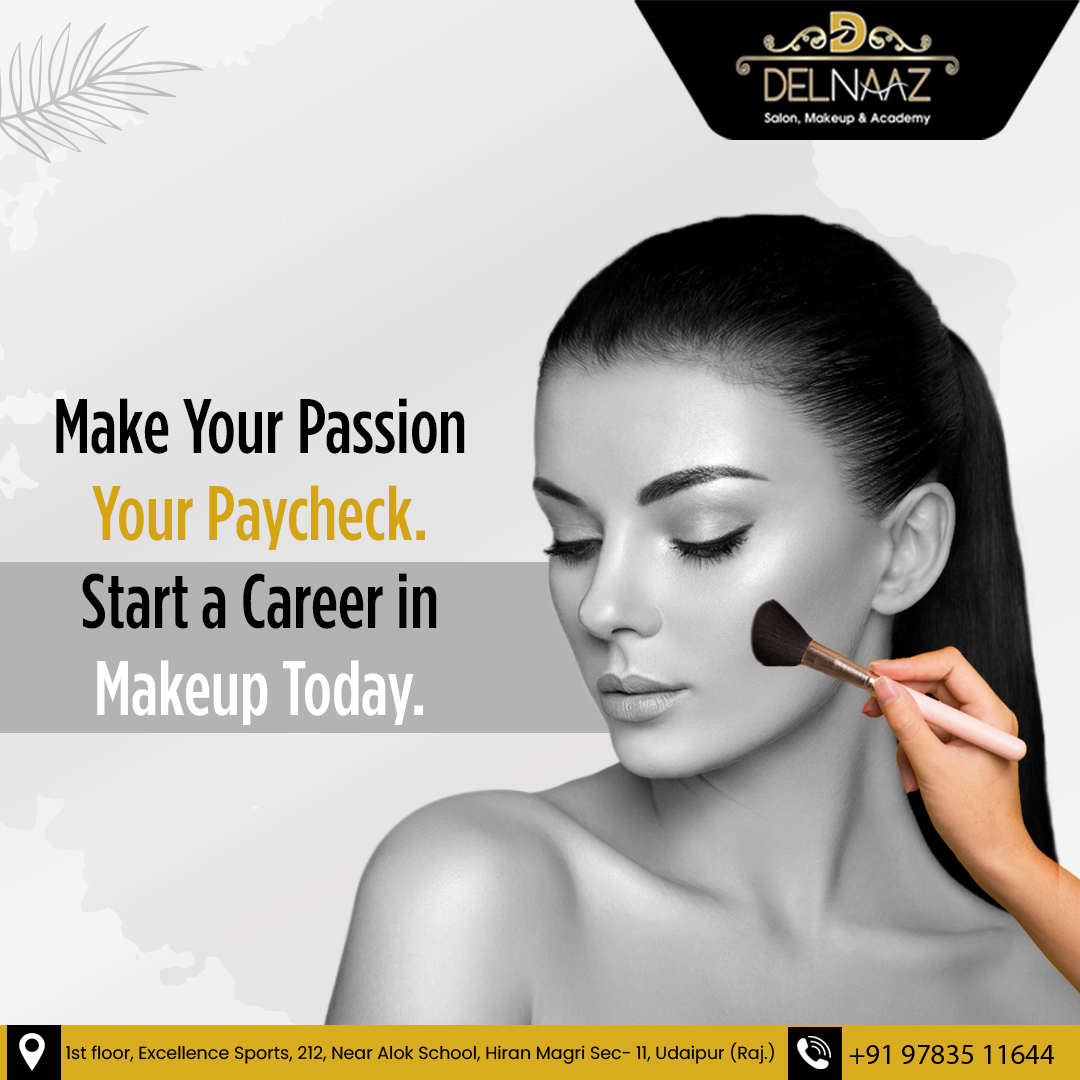 D
DELNAAZ
Salon, Makeup & Academy
Make Your Passion
Your Paycheck.
Start a Career in
Makeup Today.
1st floor, Excellence Sports, 212, Near Alok School, Hiran Magri Sec- 11, Udaipur (Raj.)
+91 97835 11644